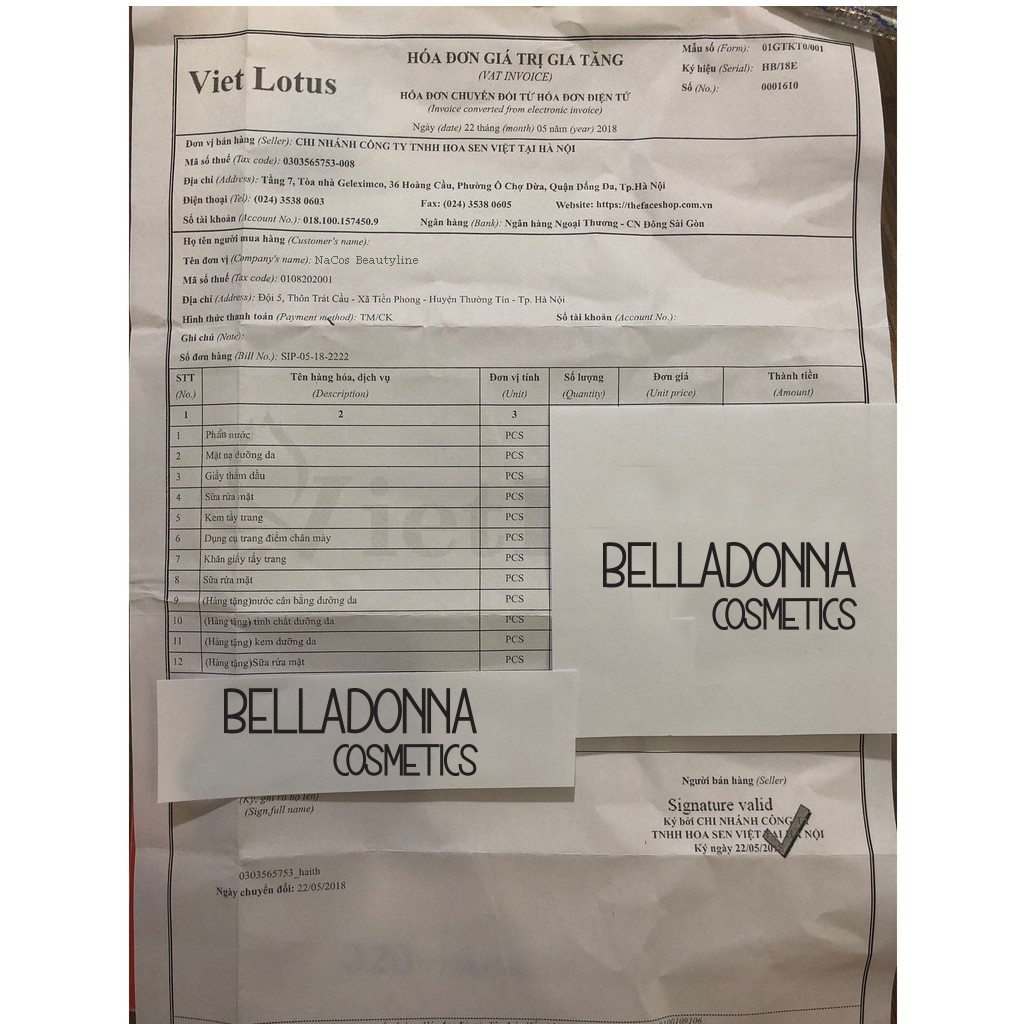 Viet Lotus
HÓA ĐƠN GIÁ TRỊ GIA TĂNG
(VAT INVOICE)
HÓA ĐƠN CHUYỂN ĐỔI TỪ HÓA ĐƠN ĐIỆN TỬ
(Invoice converted from electronic invoice)
Ngày (date) 22 tháng (month) 05 năm (year) 2018
Mẫu số (Form): 01GTKT0/001
Ký hiệu (Serial): HB/18E
Số (No.): 0001610
Đơn vị bán hàng (Seller): CHI NHÁNH CÔNG TY TNHH HOA SEN VIỆT TẠI HÀ NỘI
Mã số thuế (Tax code): 0303565753-008
Địa chỉ (Address): Tầng 7, Tòa nhà Geleximco, 36 Hoàng Cầu, Phường Ô Chợ Dừa, Quận Đống Đa, Tp.Hà Nội
Điện thoại (Tel): (024) 3538 0603 Fax: (024) 3538 0605 Website: https://thefaceshop.com.vn
Số tài khoản (Account No.): 018.100.157450.9 Ngân hàng (Bank): Ngân hàng Ngoại Thương - CN Đông Sài Gòn
Họ tên người mua hàng (Customer's name):
Tên đơn vị (Company's name): NaCos Beautyline
Mã số thuế (Tax code): 0108202001
Địa chỉ (Address): Đội 5, Thôn Trát Cầu - Xã Tiền Phong - Huyện Thường Tín - Tp. Hà Nội
Hình thức thanh toán (Payment method): TM/CK Số tài khoản (Account No.):
Ghi chú (Note):
Số đơn hàng (Bill No.): SIP-05-18-2222
STT Tên hàng hóa, dịch vụ Đơn vị tính Số lượng Đơn giá Thành tiền
(No.) (Description) (Unit) (Quantity) (Unit price) (Amount)
1 2 3
1 Phấn nước PCS
2 Mặt nạ dưỡng da PCS
3 Giấy thấm dầu PCS
4 Sữa rửa mặt PCS
5 Kem tẩy trang PCS
6 Dụng cụ trang điểm chân mày PCS
7 Khăn giấy tẩy trang PCS
8 Sữa rửa mặt PCS
9 (Hàng tặng)nước cân bằng dưỡng da PCS
10 (Hàng tặng) tinh chất dưỡng da PCS
11 (Hàng tặng) kem dưỡng da PCS
12 (Hàng tặng)Sữa rửa mặt PCS
BELLADONNA
COSMETICS
BELLADONNA
COSMETICS
(Ký, ghi rõ họ tên)
(Sign,full name)
Người bán hàng (Seller)
Signature valid
Ký bởi CHI NHÁNH CÔNG TY
TNHH HOA SEN VIỆT TẠI HÀ NỘI
Ký ngày 22/05/201
0303565753_haith
Ngày chuyển đổi: 22/05/2018